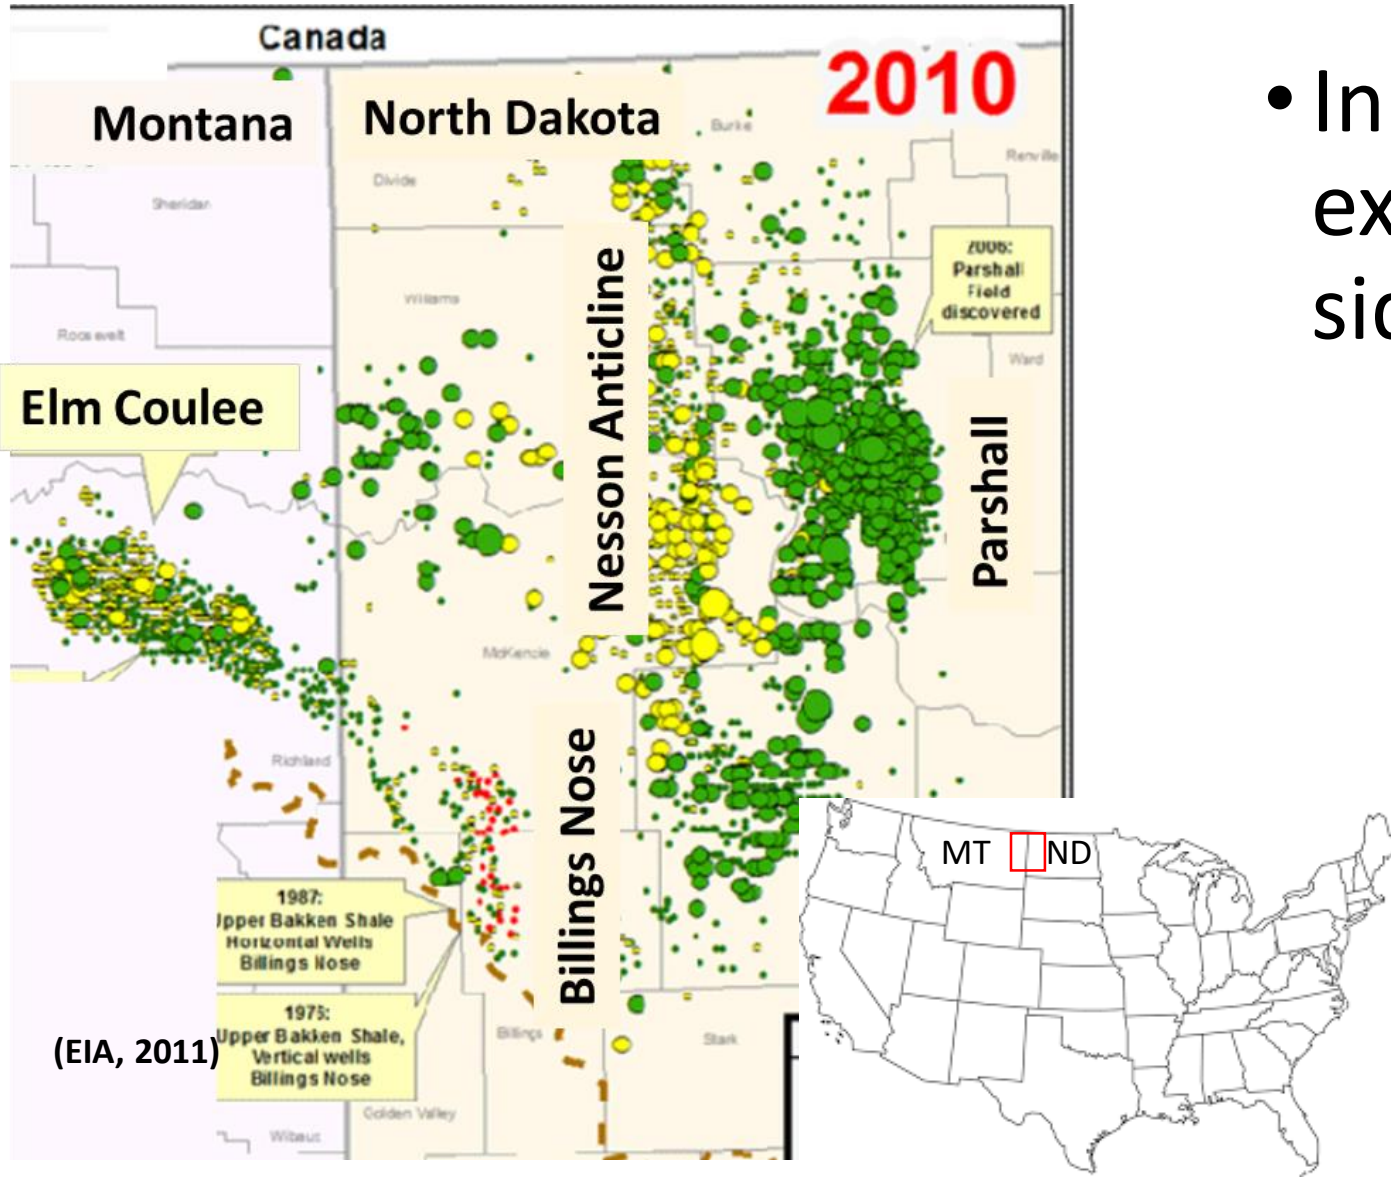 Canada
2010
Montana
North Dakota
Burke
Renville
Divide
Sheridan
2006:
Parshall
Field
discovered
Williams
Roosevelt
Ward
Elm Coulee
Nesson Anticline
Parshall
McKenzie
Richland
Billings Nose
1987:
Upper Bakken Shale
Horizontal Wells
Billings Nose
MT
ND
(EIA, 2011)
Upper Bakken Shale,
Vertical wells
Billings Nose
Billings
Stark
Golden Valley
Wibaux
• In
ex
sid